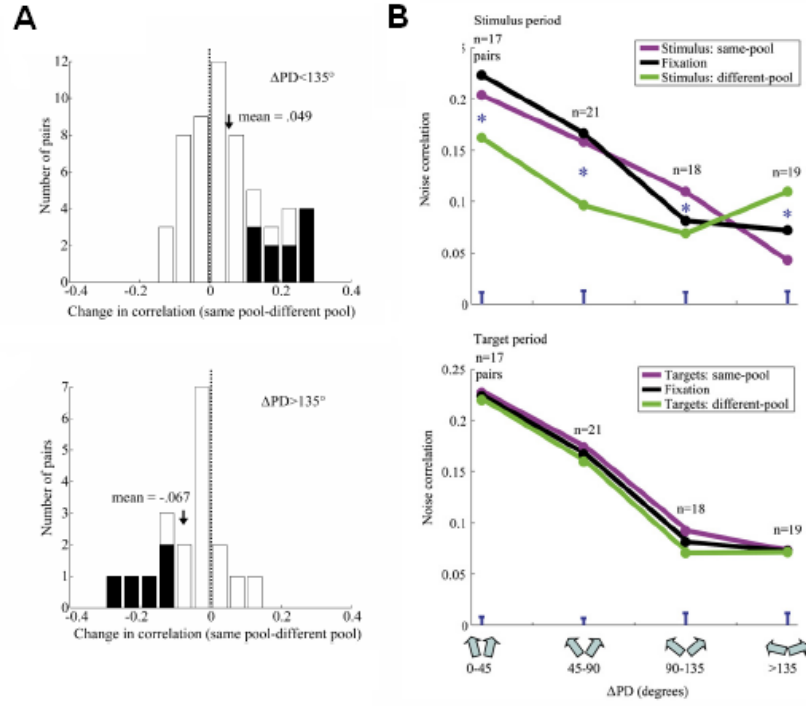 A
12
10
8
6
4
2
0
Number of pairs
ΔPD<135°
mean = .049
-0.4
-0.2
0
0.2
0.4
Change in correlation (same pool-different pool)
7
6
5
4
3
2
1
0
Number of pairs
ΔPD>135°
mean = -.067
-0.4
-0.2
0
0.2
0.4
Change in correlation (same pool-different pool)
B
Stimulus period
n=17
pairs
Stimulus: same-pool
Fixation
Stimulus: different-pool
0.2
0.15
0.1
0.05
0
Noise correlation
*
n=21
*
n=18
*
n=19
*
Target period
n=17
pairs
Targets: same-pool
Fixation
Targets: different-pool
0.25
0.2
0.15
0.1
0.05
0
Noise correlation
n=21
n=18
n=19
0-45
45-90
90-135
>135
ΔPD (degrees)